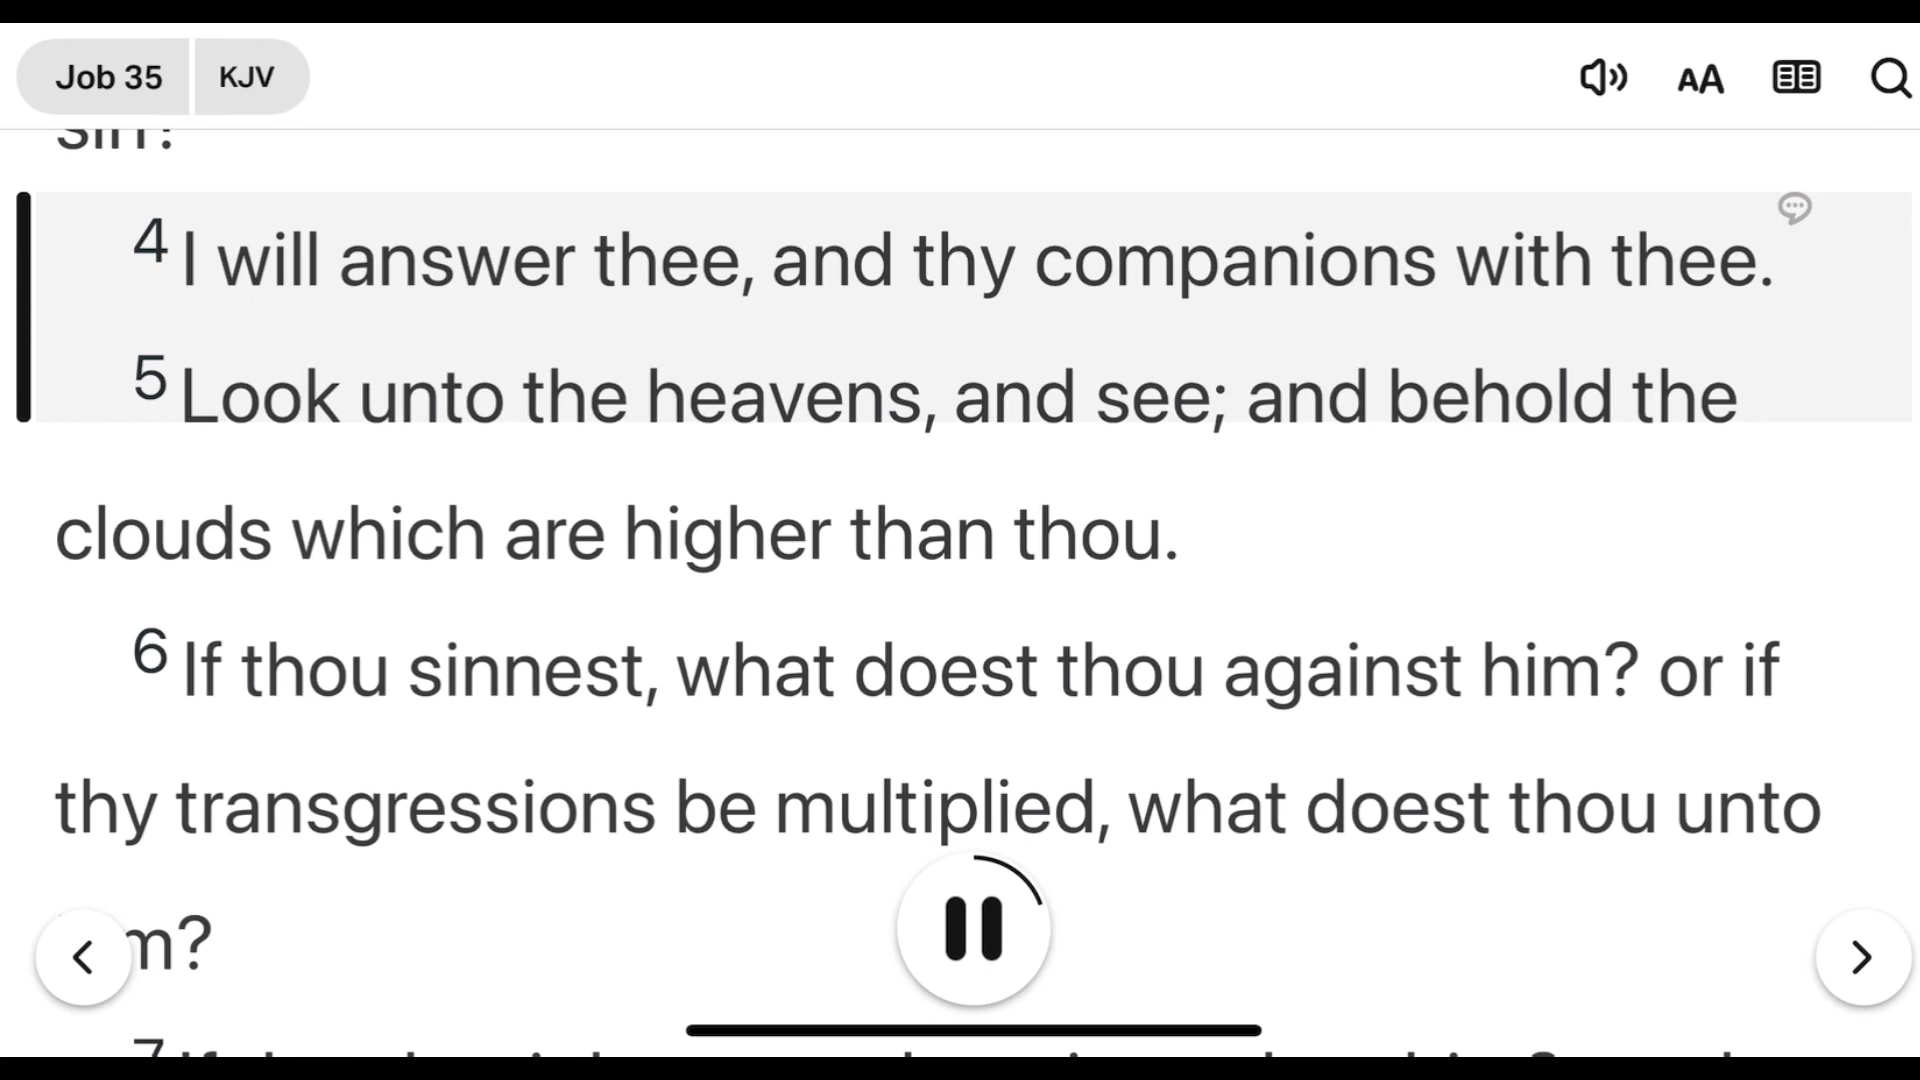 Job 35 KJV AA
4 I will answer thee, and thy companions with thee.
5 Look unto the heavens, and see; and behold the
clouds which are higher than thou.
6 If thou sinnest, what doest thou against him? or if
thy transgressions be multiplied, what doest thou unto
7